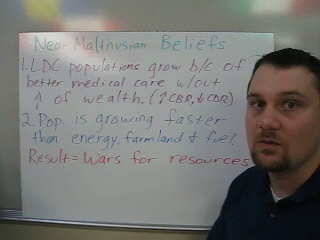 Neo-Malthusian Beliefs
1. LDC populations grow b/c of
better medical care w/out
↑ of wealth. (↑CBR, ↓CDR)
2. Pop. is growing faster
than energy, farmland & fuel.
Result = Wars for resources